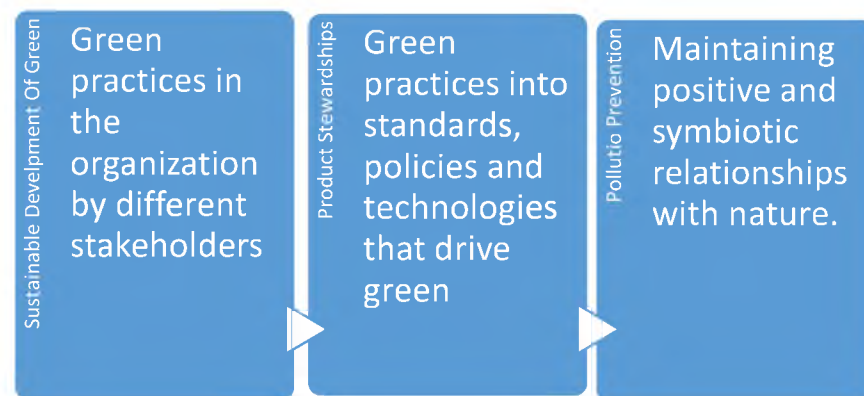 Sustainable Develpment Of Green
Green
practices in
the
organization
by different
stakeholders
Product Stewardships
Green
practices into
standards,
policies and
technologies
that drive
green
Pollutio Prevention
Maintaining
positive and
symbiotic
relationships
with nature.